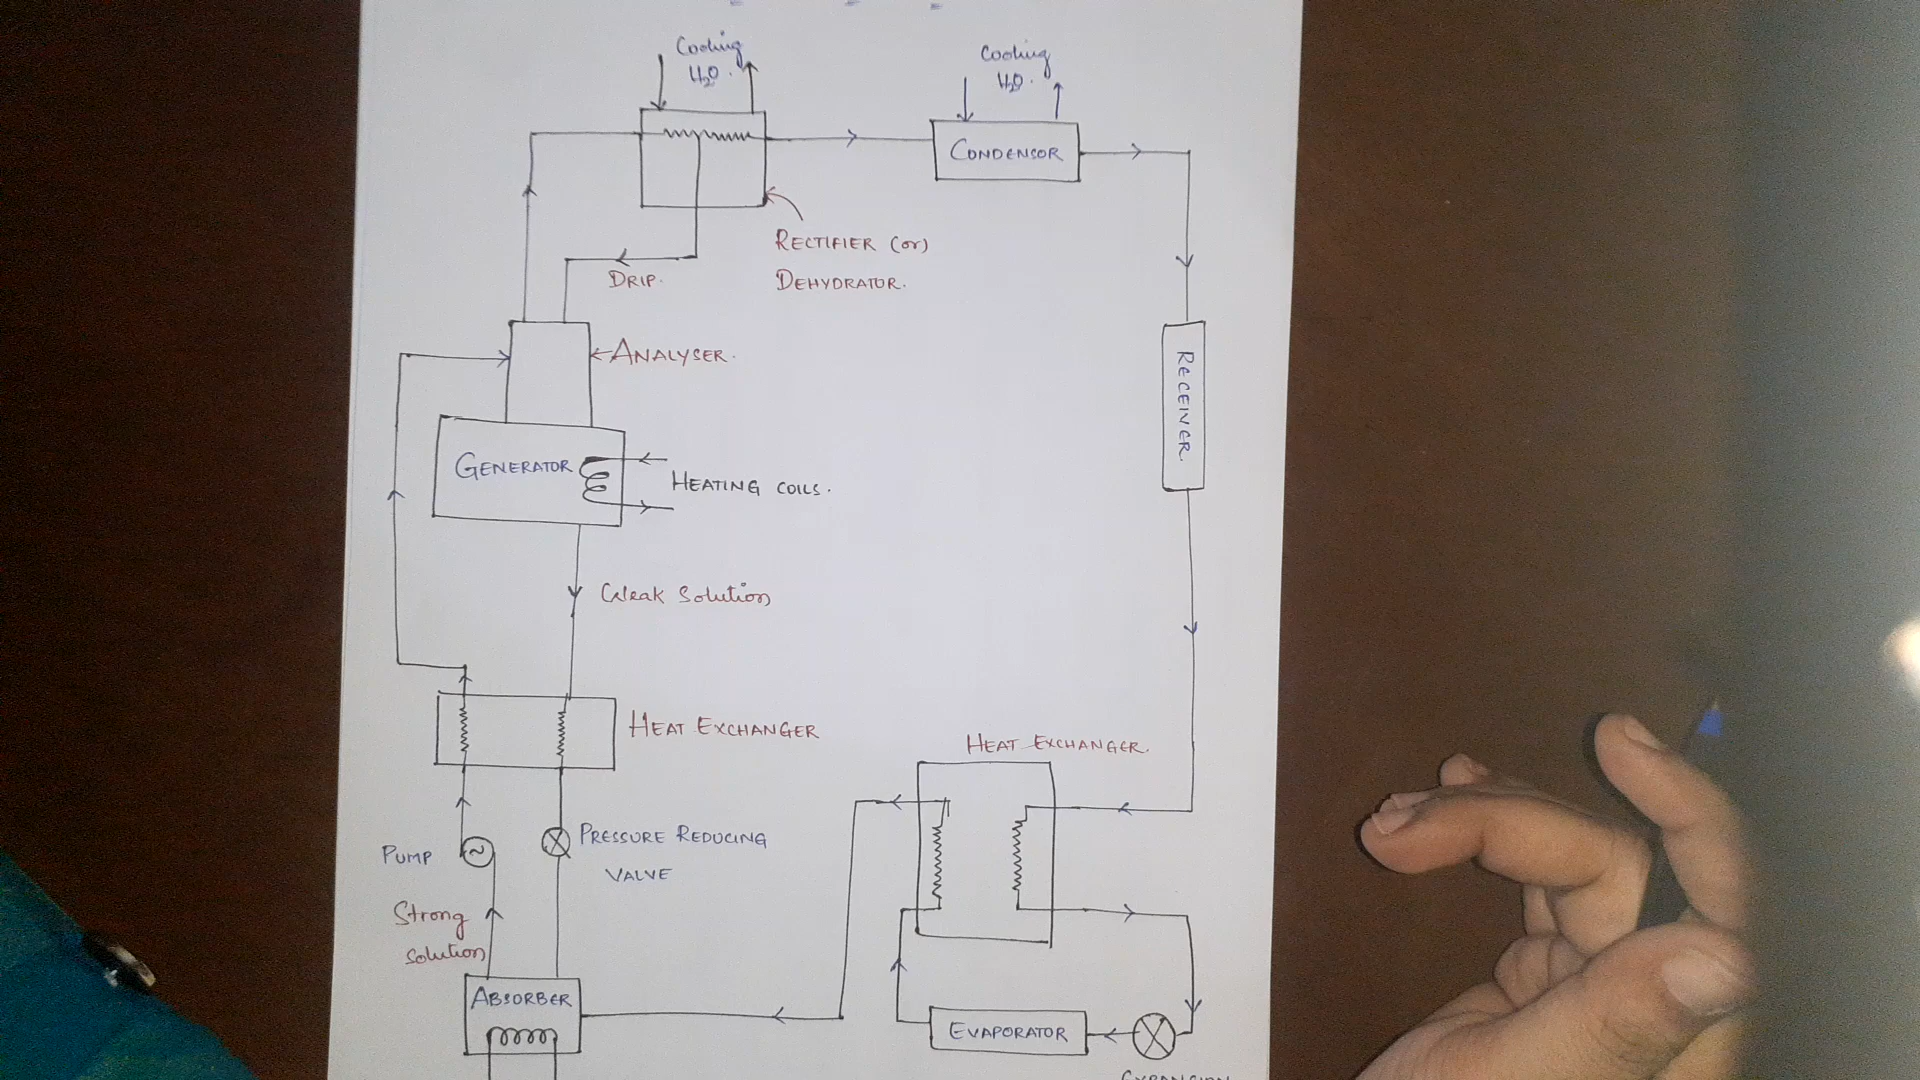 Cooling
H2O.
Cooling
H2O.
CONDENSOR
RECTIFIER (or)
DEHYDRATOR.
DRIP.
ANALYSER.
RECEIVER.
GENERATOR
HEATING COILS.
Weak Solution
HEAT EXCHANGER
HEAT EXCHANGER.
PUMP
PRESSURE REDUCING
VALVE
Strong
Solution
ABSORBER
EVAPORATOR